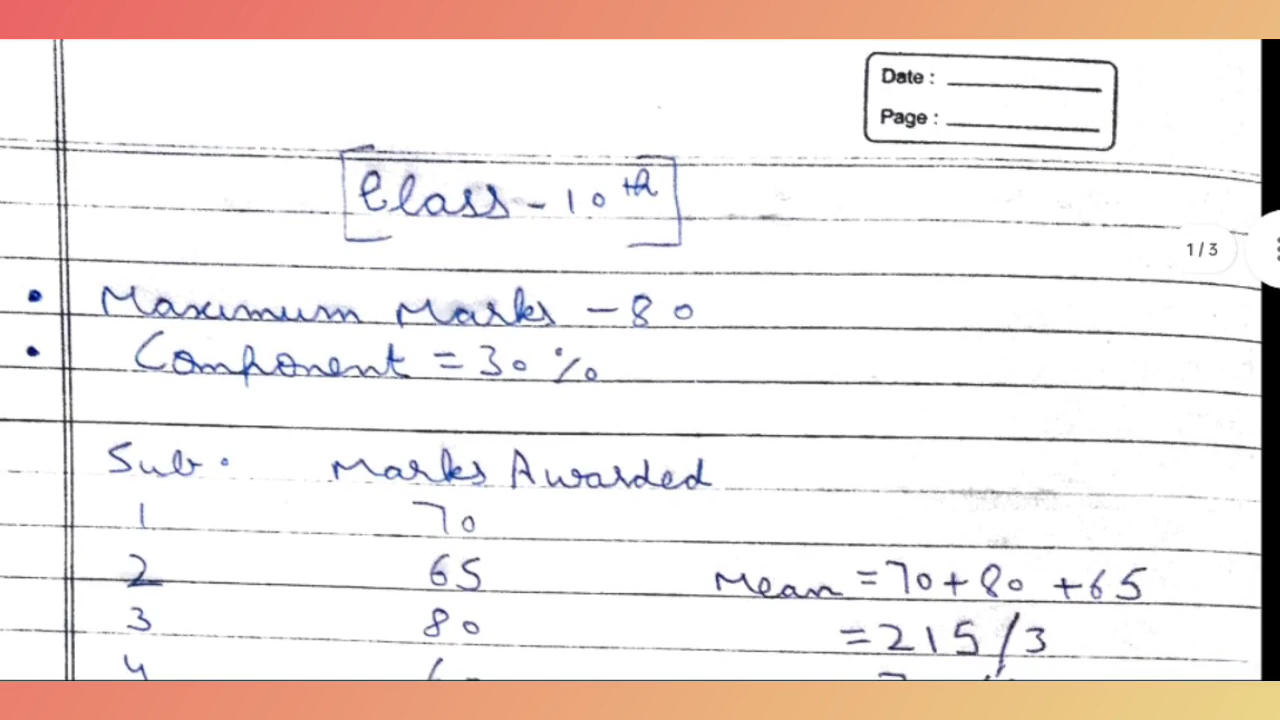 Date :
Page :
Class - 10th
1 / 3
• Maximum Marks - 80
• Component = 30 %
Sub. Marks Awarded
1 70
2 65
Mean = 70 + 80 + 65
3 80
= 215 / 3
4